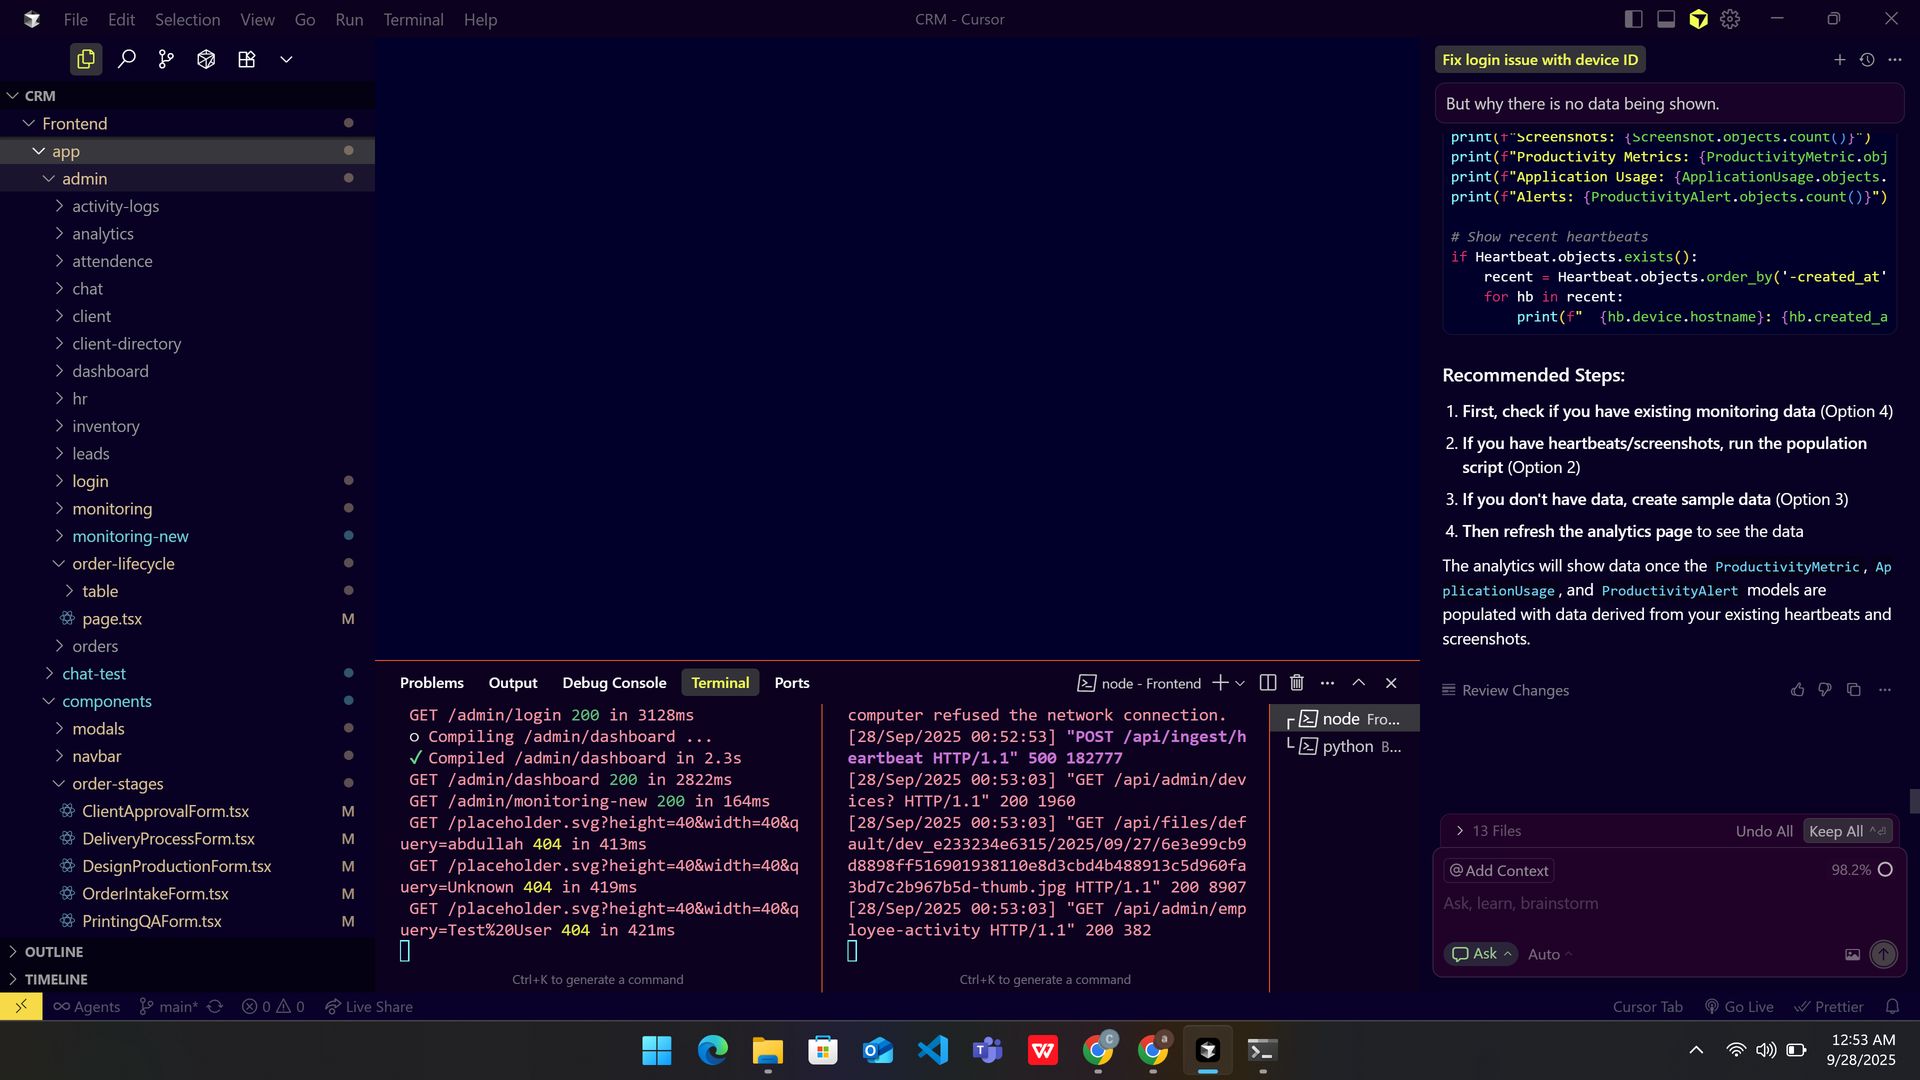 File Edit Selection View Go Run Terminal Help
CRM - Cursor
CRM
Frontend
app
admin
activity-logs
analytics
attendence
chat
client
client-directory
dashboard
hr
inventory
leads
login
monitoring
monitoring-new
order-lifecycle
table
page.tsx M
orders
chat-test
components
modals
navbar
order-stages
ClientApprovalForm.tsx M
DeliveryProcessForm.tsx M
DesignProductionForm.tsx M
OrderIntakeForm.tsx M
PrintingQAForm.tsx M
OUTLINE
TIMELINE
Problems Output Debug Console Terminal Ports
node - Frontend
GET /admin/login 200 in 3128ms
○ Compiling /admin/dashboard ...
✓ Compiled /admin/dashboard in 2.3s
GET /admin/dashboard 200 in 2822ms
GET /admin/monitoring-new 200 in 164ms
GET /placeholder.svg?height=40&width=40&q
uery=abdullah 404 in 413ms
GET /placeholder.svg?height=40&width=40&q
uery=Unknown 404 in 419ms
GET /placeholder.svg?height=40&width=40&q
uery=Test%20User 404 in 421ms
Ctrl+K to generate a command
computer refused the network connection.
[28/Sep/2025 00:52:53] "POST /api/ingest/h
eartbeat HTTP/1.1" 500 182777
[28/Sep/2025 00:53:03] "GET /api/admin/dev
ices? HTTP/1.1" 200 1960
[28/Sep/2025 00:53:03] "GET /api/files/def
ault/dev_e233234e6315/2025/09/27/6e3e99cb9
d8898ff516901938110e8d3cbd4b488913c5d960fa
3bd7c2b967b5d-thumb.jpg HTTP/1.1" 200 8907
[28/Sep/2025 00:53:03] "GET /api/admin/emp
loyee-activity HTTP/1.1" 200 382
Ctrl+K to generate a command
node Fro...
python B...
Fix login issue with device ID
But why there is no data being shown.
print(f"Screenshots: {Screenshot.objects.count()}")
print(f"Productivity Metrics: {ProductivityMetric.obj
print(f"Application Usage: {ApplicationUsage.objects.
print(f"Alerts: {ProductivityAlert.objects.count()}")
# Show recent heartbeats
if Heartbeat.objects.exists():
recent = Heartbeat.objects.order_by('-created_at'
for hb in recent:
print(f"  {hb.device.hostname}: {hb.created_a
Recommended Steps:
1. First, check if you have existing monitoring data (Option 4)
2. If you have heartbeats/screenshots, run the population
script (Option 2)
3. If you don't have data, create sample data (Option 3)
4. Then refresh the analytics page to see the data
The analytics will show data once the ProductivityMetric, Ap
plicationUsage, and ProductivityAlert models are
populated with data derived from your existing heartbeats and
screenshots.
Review Changes
13 Files Undo All Keep All
@ Add Context 98.2%
Ask, learn, brainstorm
Ask Auto
Agents main* 0 0 Live Share
Cursor Tab Go Live Prettier
12:53 AM
9/28/2025